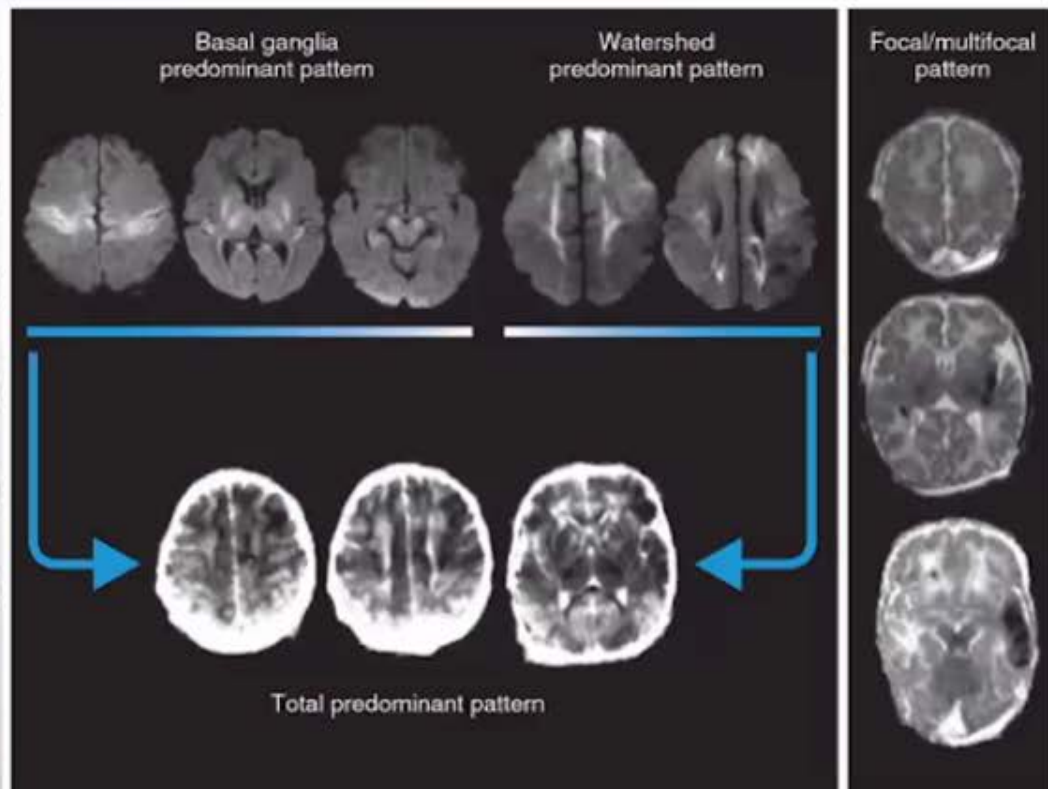 Basal ganglia
predominant pattern
Watershed
predominant pattern
Focal/multifocal
pattern
Total predominant pattern